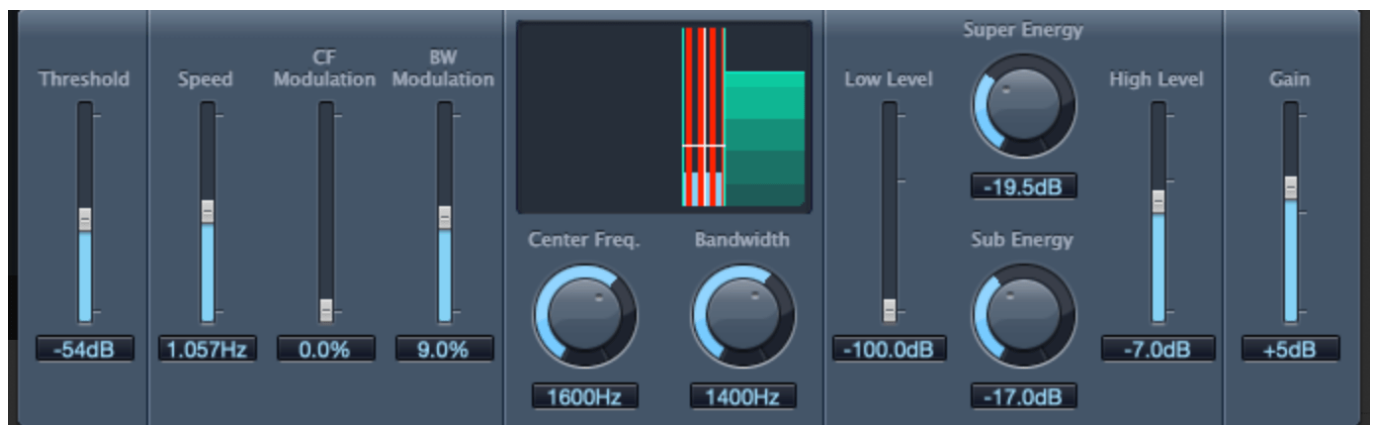 Threshold
-54dB
Speed
1.057Hz
CF
Modulation
0.0%
BW
Modulation
9.0%
Center Freq.
1600Hz
Bandwidth
1400Hz
Low Level
-100.0dB
Super Energy
-19.5dB
Sub Energy
-17.0dB
High Level
-7.0dB
Gain
+5dB